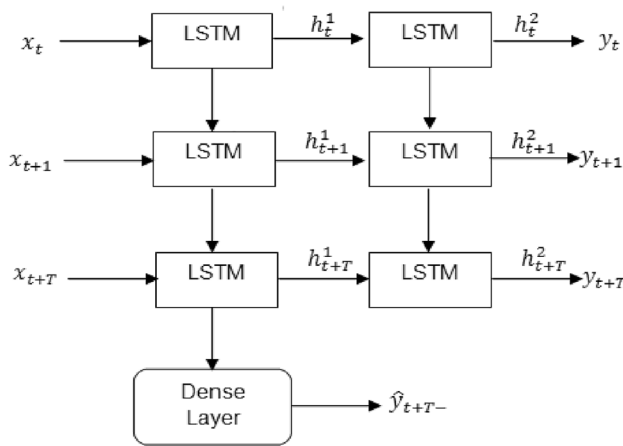 x_t LSTM h_t^1 LSTM h_t^2 y_t
x_{t+1} LSTM h_{t+1}^1 LSTM h_{t+1}^2 y_{t+1}
x_{t+T} LSTM h_{t+T}^1 LSTM h_{t+T}^2 y_{t+T}
Dense
Layer
ŷ_{t+T-}